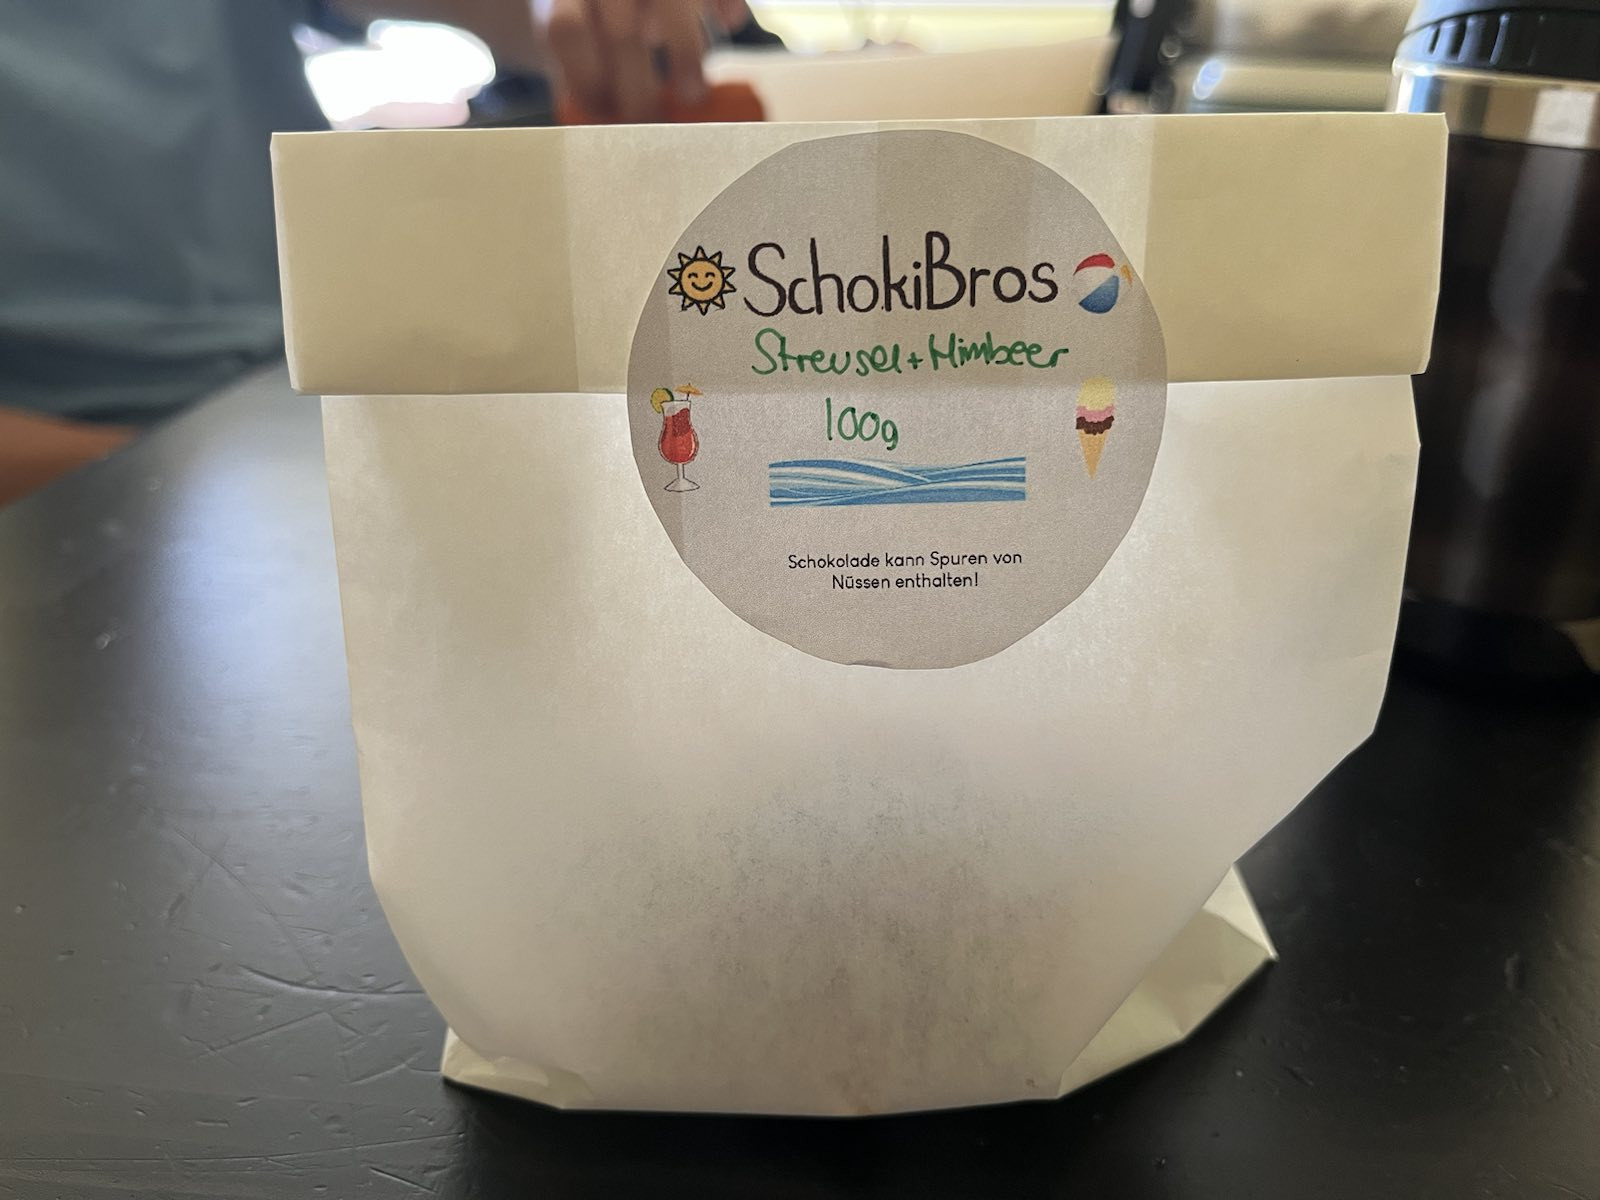 SchokiBros
Streusel + Himbeer
100g
Schokolade kann Spuren von
Nüssen enthalten!